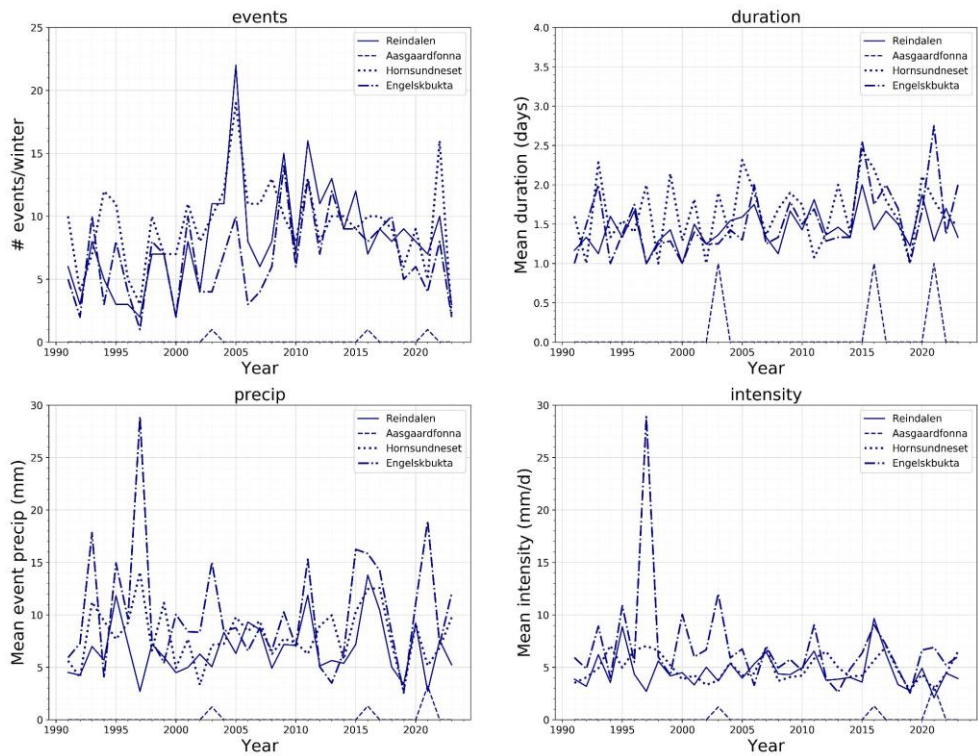 events
# events/winter
25
20
15
10
5
0
1990 1995 2000 2005 2010 2015 2020
Year
Reindalen
Aasgaardfonna
Hornsundneset
Engelskbukta
duration
Mean duration (days)
4.0
3.5
3.0
2.5
2.0
1.5
1.0
0.5
0.0
1990 1995 2000 2005 2010 2015 2020
Year
Reindalen
Aasgaardfonna
Hornsundneset
Engelskbukta
precip
Mean event precip (mm)
30
25
20
15
10
5
0
1990 1995 2000 2005 2010 2015 2020
Year
Reindalen
Aasgaardfonna
Hornsundneset
Engelskbukta
intensity
Mean intensity (mm/d)
30
25
20
15
10
5
0
1990 1995 2000 2005 2010 2015 2020
Year
Reindalen
Aasgaardfonna
Hornsundneset
Engelskbukta